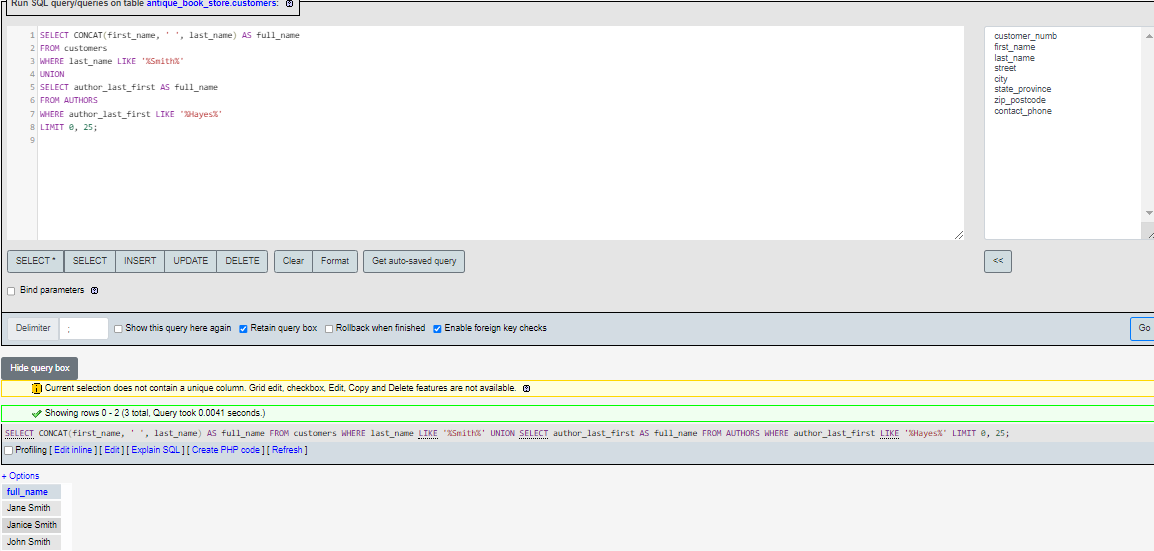 Run SQL query/queries on table antique_book_store.customers:
1 SELECT CONCAT(first_name, ' ', last_name) AS full_name
2 FROM customers
3 WHERE last_name LIKE '%Smith%'
4 UNION
5 SELECT author_last_first AS full_name
6 FROM AUTHORS
7 WHERE author_last_first LIKE '%Hayes%'
8 LIMIT 0, 25;
9
customer_numb
first_name
last_name
street
city
state_province
zip_postcode
contact_phone
SELECT * SELECT INSERT UPDATE DELETE Clear Format Get auto-saved query <<
Bind parameters
Delimiter ; Show this query here again Retain query box Rollback when finished Enable foreign key checks Go
Hide query box
Current selection does not contain a unique column. Grid edit, checkbox, Edit, Copy and Delete features are not available.
Showing rows 0 - 2 (3 total, Query took 0.0041 seconds.)
SELECT CONCAT(first_name, ' ', last_name) AS full_name FROM customers WHERE last_name LIKE '%Smith%' UNION SELECT author_last_first AS full_name FROM AUTHORS WHERE author_last_first LIKE '%Hayes%' LIMIT 0, 25;
Profiling [ Edit inline ] [ Edit ] [ Explain SQL ] [ Create PHP code ] [ Refresh ]
+ Options
full_name
Jane Smith
Janice Smith
John Smith